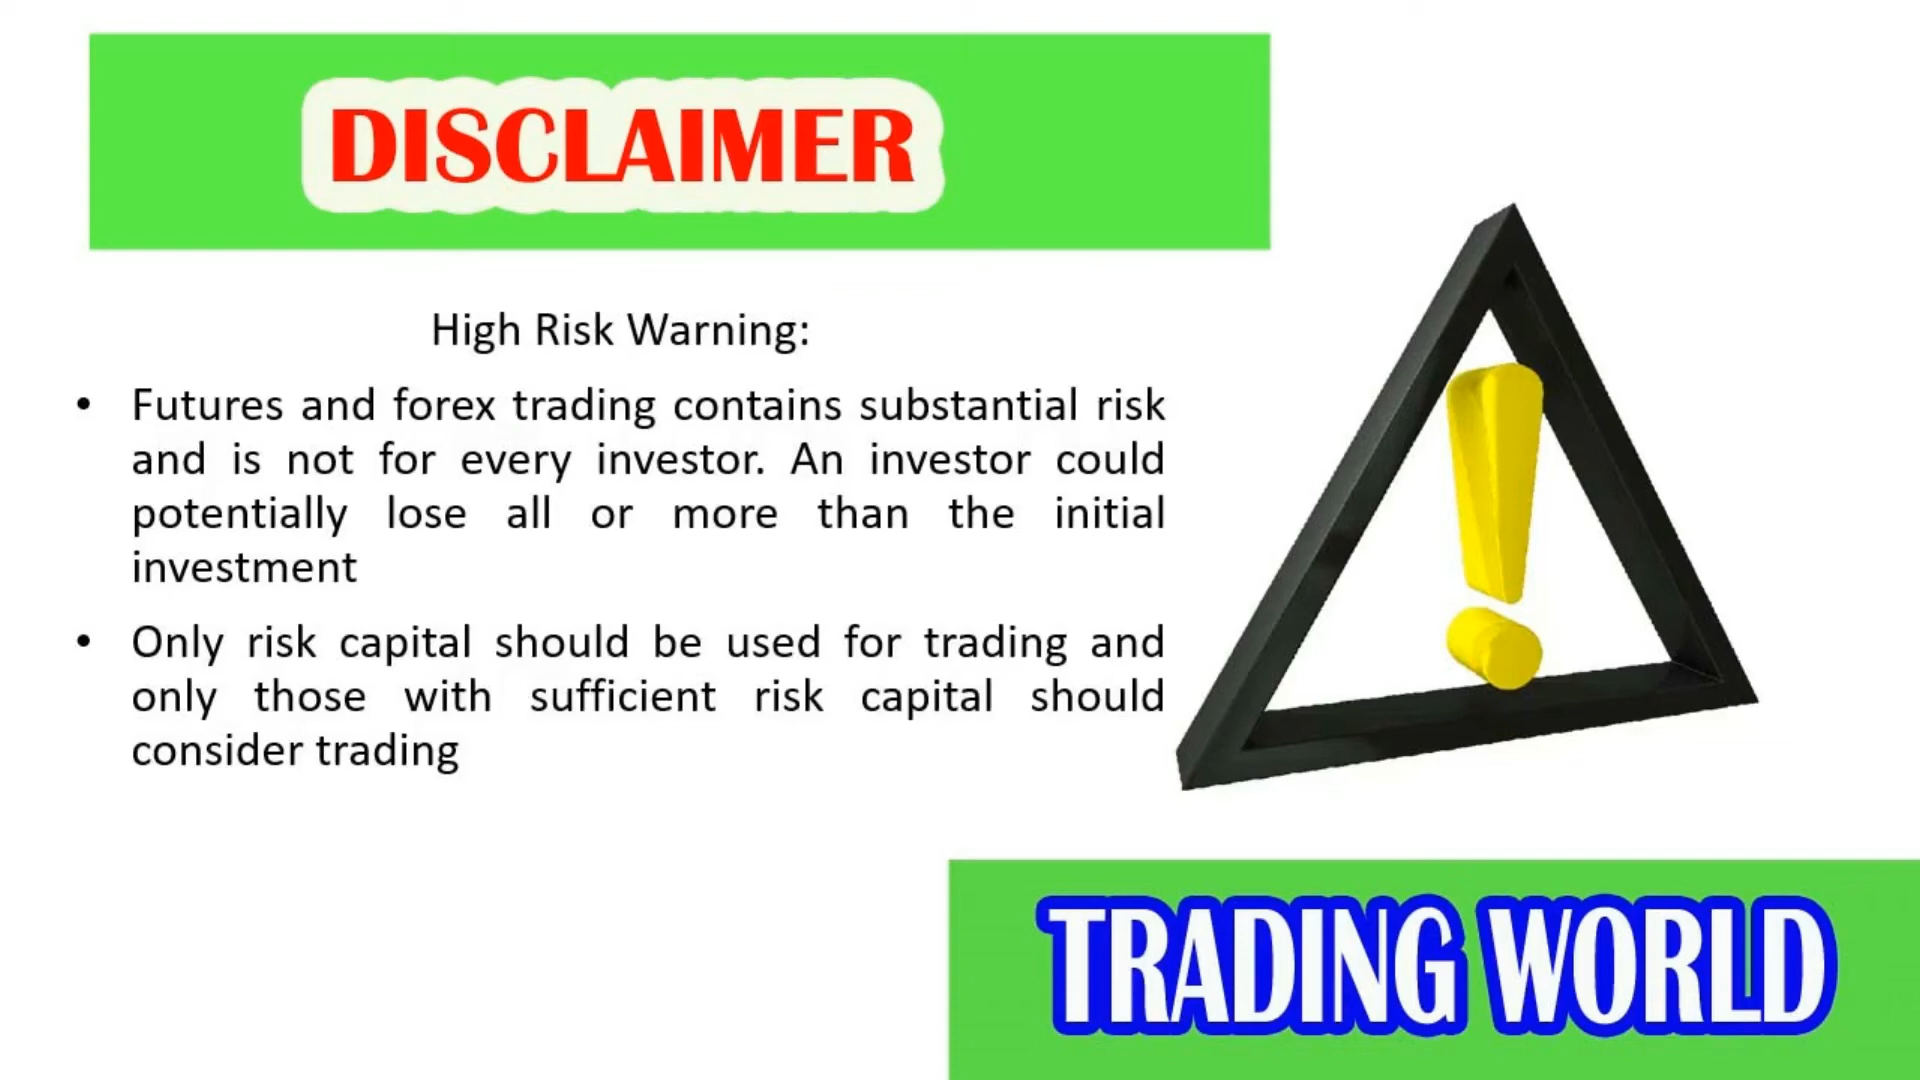 DISCLAIMER
High Risk Warning:
• Futures and forex trading contains substantial risk
and is not for every investor. An investor could
potentially lose all or more than the initial
investment
• Only risk capital should be used for trading and
only those with sufficient risk capital should
consider trading
TRADING WORLD